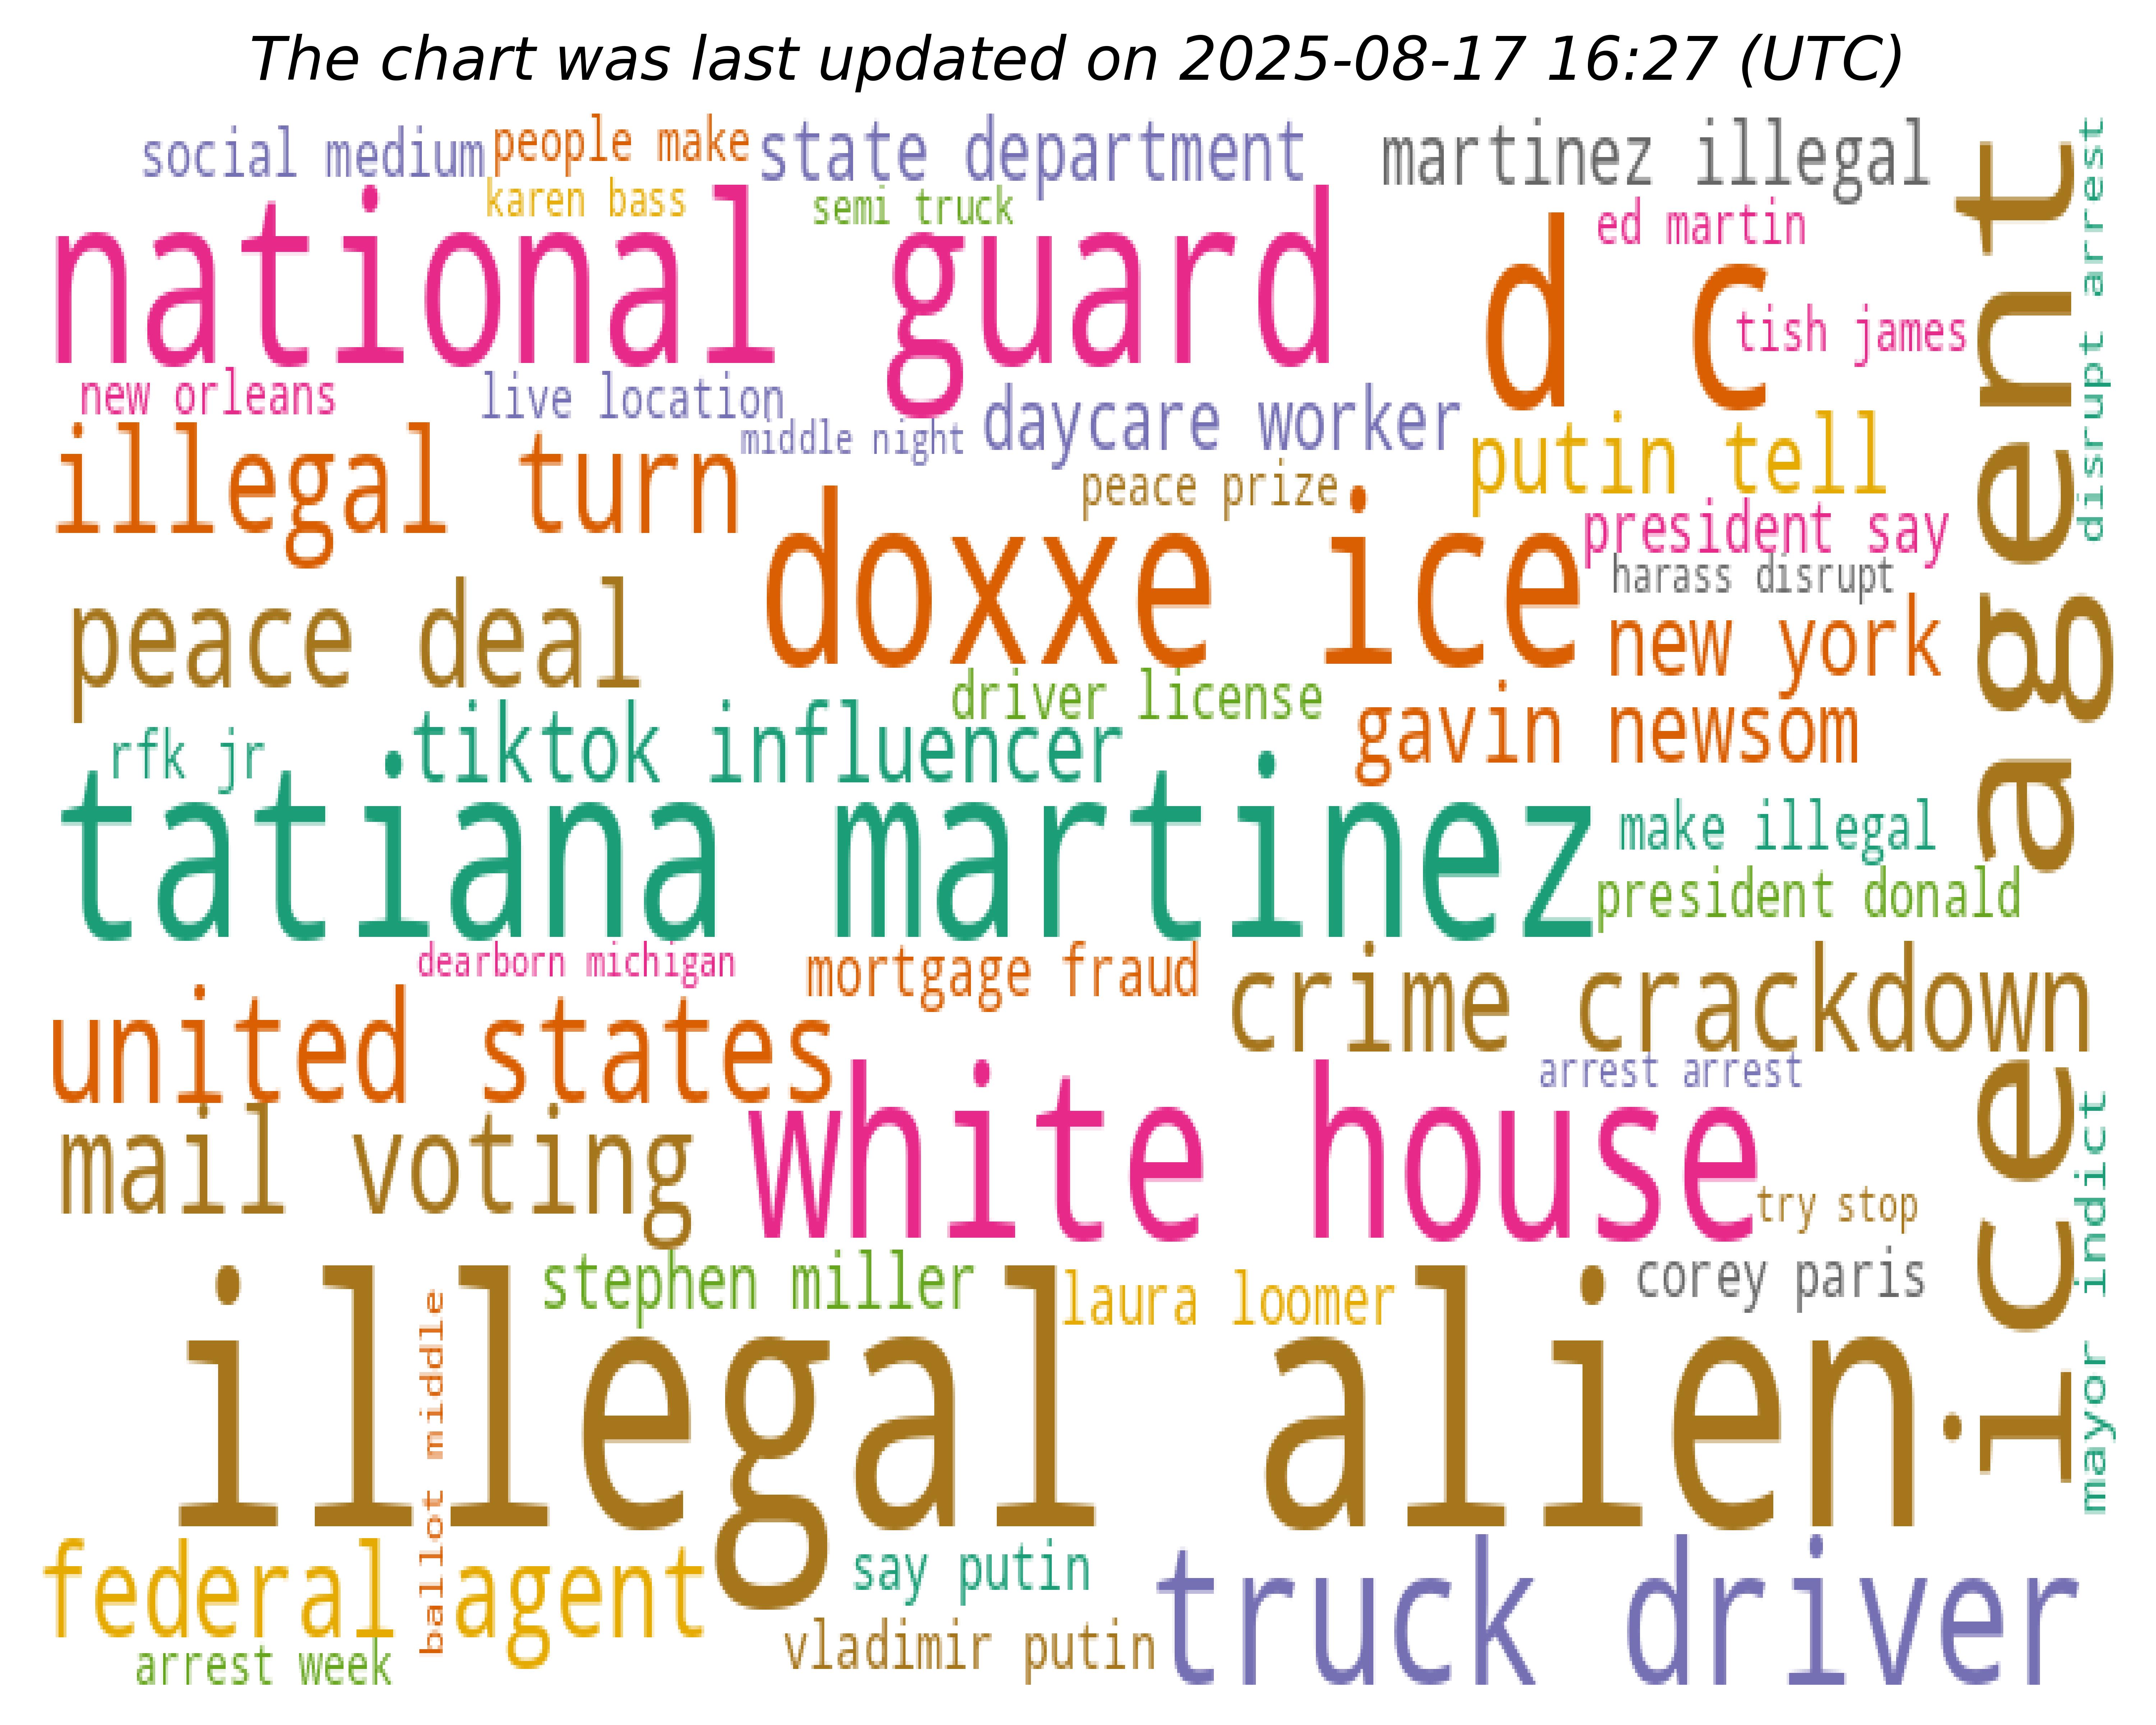 The chart was last updated on 2025-08-17 16:27 (UTC)
social medium
people make
state department
martinez illegal
karen bass
semi truck
ed martin
national guard
d c
tish james
ice agent
disrupt arrest
new orleans
live location
middle night
daycare worker
putin tell
illegal turn
peace prize
president say
doxxe ice
harass disrupt
peace deal
new york
driver license
rfk jr
tiktok influencer
gavin newsom
tatiana martinez
make illegal
president donald
dearborn michigan
mortgage fraud
crime crackdown
united states
arrest arrest
mail voting
white house
try stop
mayor indict
stephen miller
laura loomer
corey paris
illegal alien
ballot middle
federal agent
say putin
truck driver
arrest week
vladimir putin